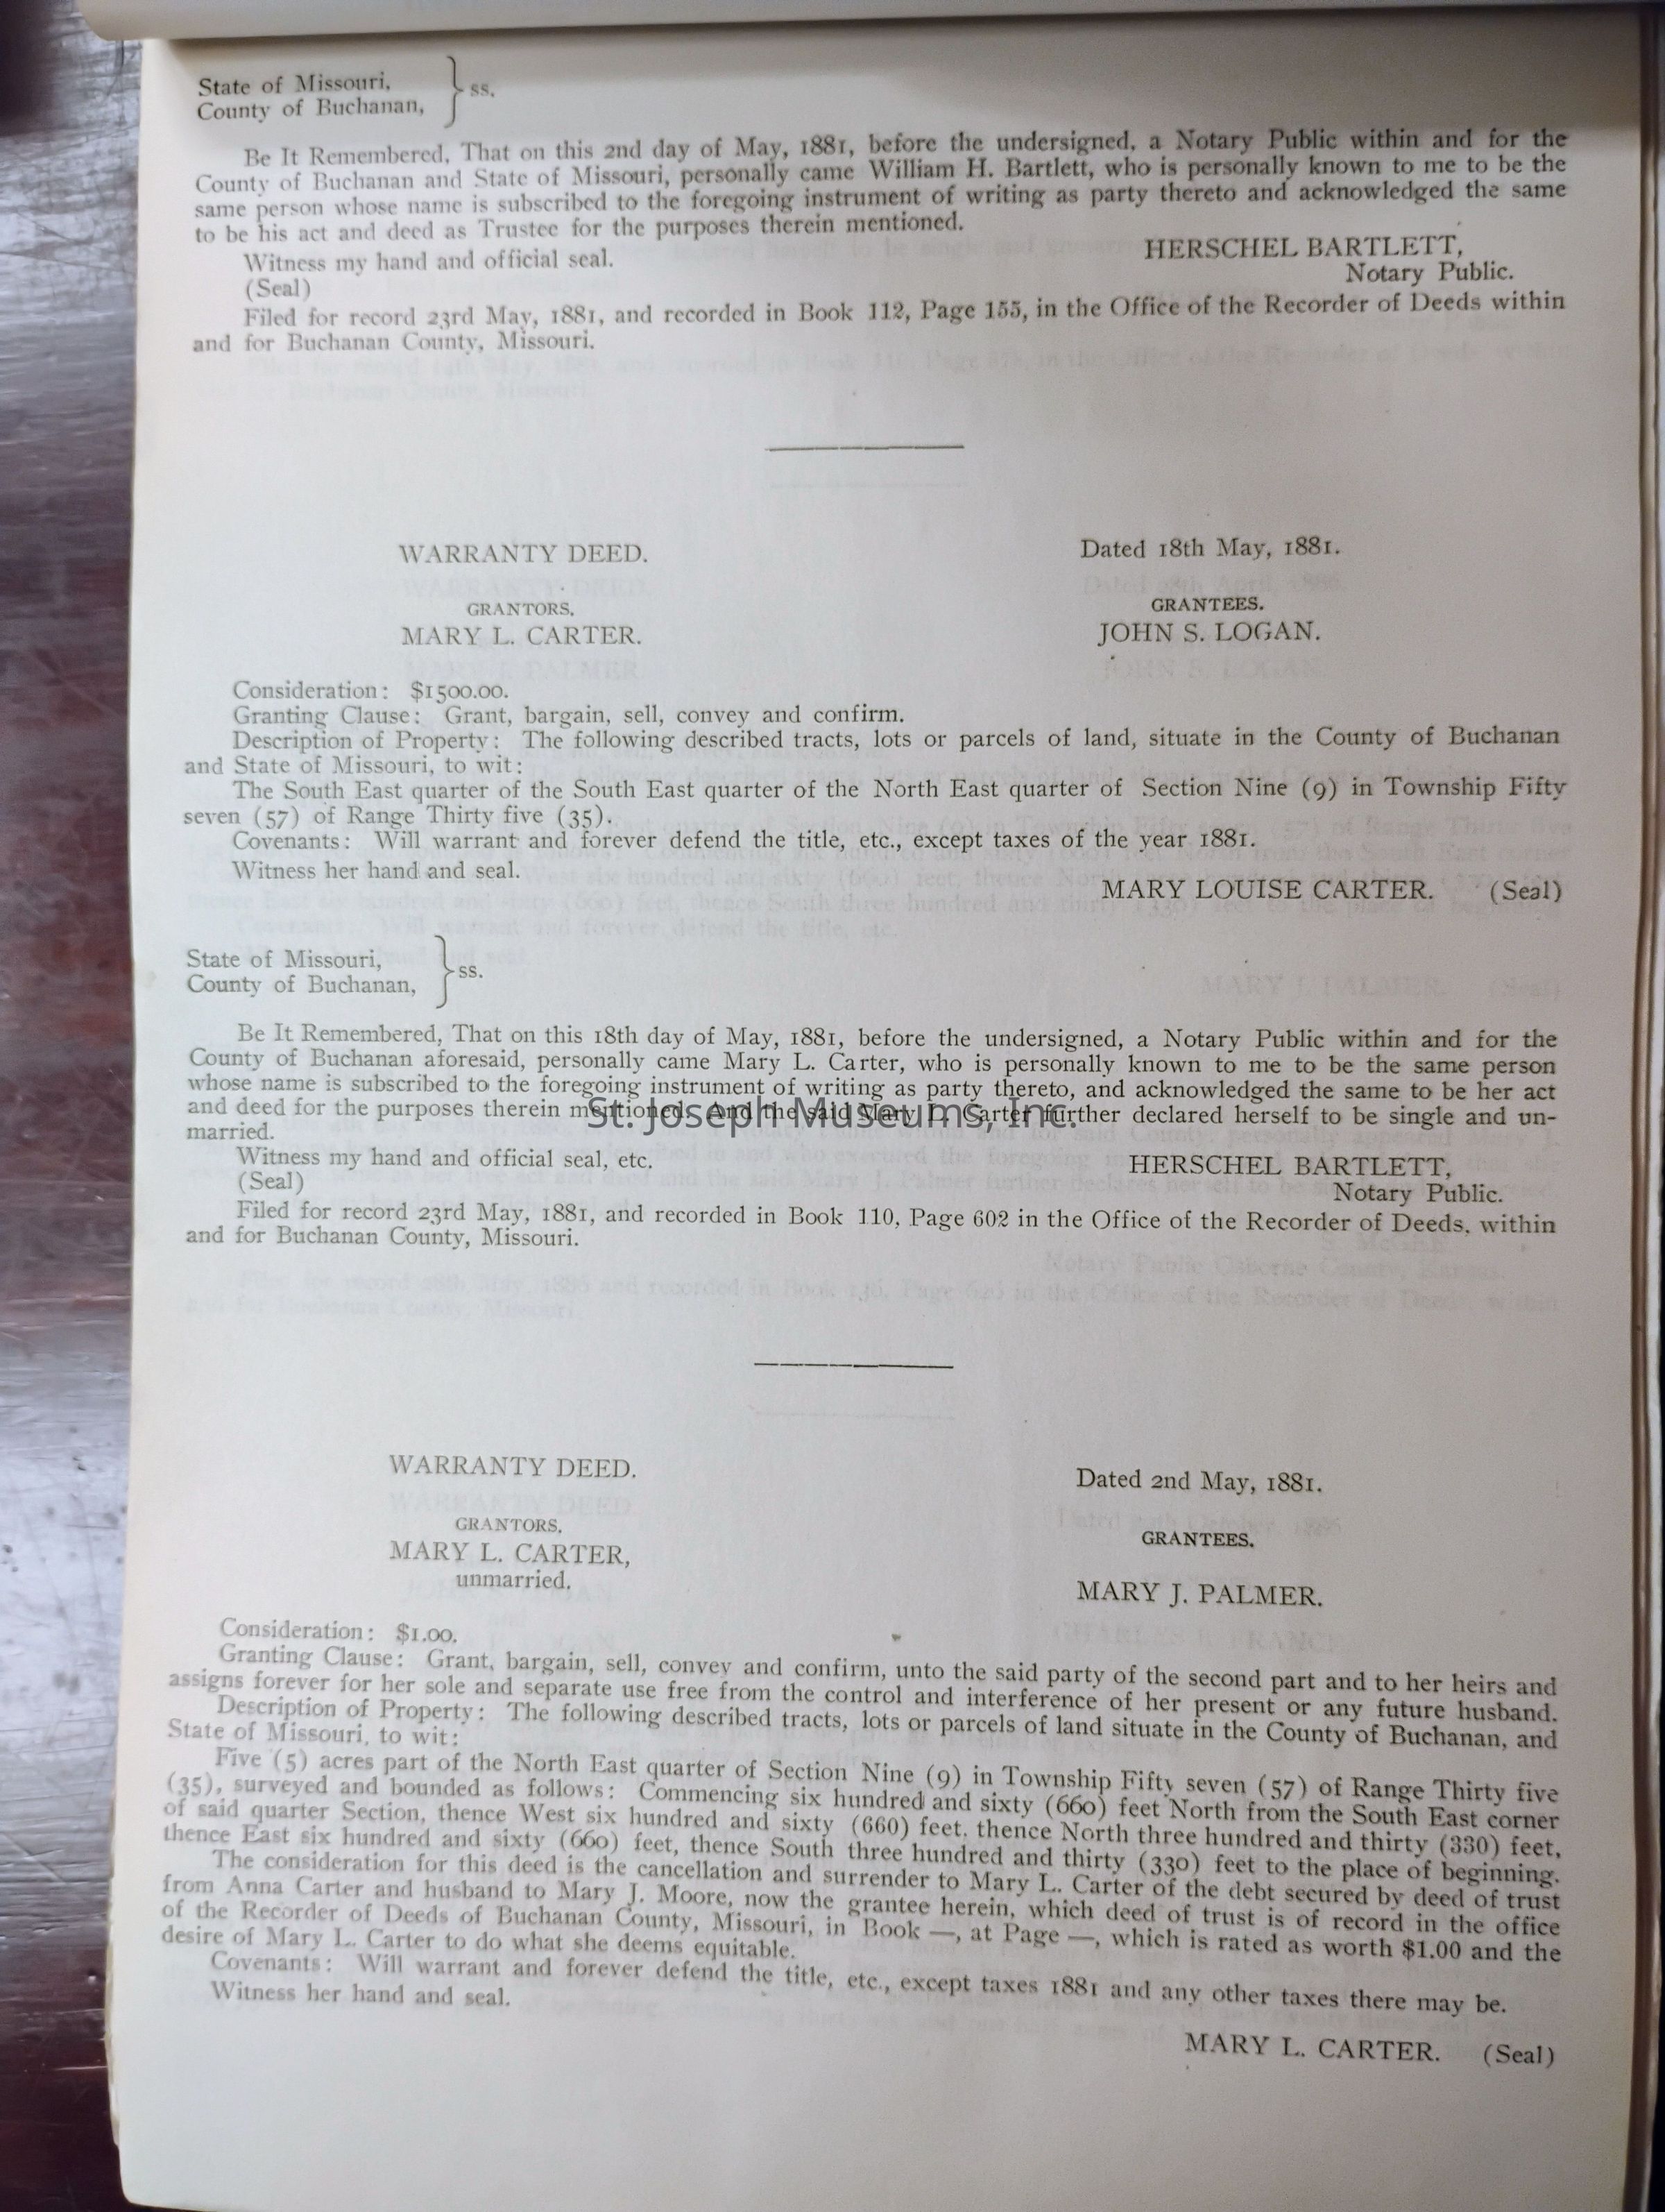 State of Missouri,
County of Buchanan, } ss.
Be It Remembered, That on this 2nd day of May, 1881, before the undersigned, a Notary Public within and for the
County of Buchanan and State of Missouri, personally came William H. Bartlett, who is personally known to me to be the
same person whose name is subscribed to the foregoing instrument of writing as party thereto and acknowledged the same
to be his act and deed as Trustee for the purposes therein mentioned.
Witness my hand and official seal.
HERSCHEL BARTLETT,
(Seal)
Notary Public.
Filed for record 23rd May, 1881, and recorded in Book 112, Page 155, in the Office of the Recorder of Deeds within
and for Buchanan County, Missouri.
WARRANTY DEED.
Dated 18th May, 1881.
GRANTORS.
GRANTEES.
MARY L. CARTER.
JOHN S. LOGAN.
Consideration: $1500.00.
Granting Clause: Grant, bargain, sell, convey and confirm.
Description of Property: The following described tracts, lots or parcels of land, situate in the County of Buchanan
and State of Missouri, to wit:
The South East quarter of the South East quarter of the North East quarter of Section Nine (9) in Township Fifty
seven (57) of Range Thirty five (35).
Covenants: Will warrant and forever defend the title, etc., except taxes of the year 1881.
Witness her hand and seal.
MARY LOUISE CARTER. (Seal)
State of Missouri,
County of Buchanan, } ss.
Be It Remembered, That on this 18th day of May, 1881, before the undersigned, a Notary Public within and for the
County of Buchanan aforesaid, personally came Mary L. Carter, who is personally known to me to be the same person
whose name is subscribed to the foregoing instrument of writing as party thereto, and acknowledged the same to be her act
and deed for the purposes therein mentioned. And the said Mary L. Carter further declared herself to be single and un-
married.
St. Joseph Museums, Inc.
Witness my hand and official seal, etc.
HERSCHEL BARTLETT,
(Seal)
Notary Public.
Filed for record 23rd May, 1881, and recorded in Book 110, Page 602 in the Office of the Recorder of Deeds, within
and for Buchanan County, Missouri.
WARRANTY DEED.
Dated 2nd May, 1881.
GRANTORS.
GRANTEES.
MARY L. CARTER,
unmarried.
MARY J. PALMER.
Consideration: $1.00.
Granting Clause: Grant, bargain, sell, convey and confirm, unto the said party of the second part and to her heirs and
assigns forever for her sole and separate use free from the control and interference of her present or any future husband.
Description of Property: The following described tracts, lots or parcels of land situate in the County of Buchanan, and
State of Missouri, to wit:
Five (5) acres part of the North East quarter of Section Nine (9) in Township Fifty seven (57) of Range Thirty five
(35), surveyed and bounded as follows: Commencing six hundred and sixty (660) feet North from the South East corner
of said quarter Section, thence West six hundred and sixty (660) feet, thence North three hundred and thirty (330) feet,
thence East six hundred and sixty (660) feet, thence South three hundred and thirty (330) feet to the place of beginning.
The consideration for this deed is the cancellation and surrender to Mary L. Carter of the debt secured by deed of trust
from Anna Carter and husband to Mary J. Moore, now the grantee herein, which deed of trust is of record in the office
of the Recorder of Deeds of Buchanan County, Missouri, in Book —, at Page —, which is rated as worth $1.00 and the
desire of Mary L. Carter to do what she deems equitable.
Covenants: Will warrant and forever defend the title, etc., except taxes 1881 and any other taxes there may be.
Witness her hand and seal.
MARY L. CARTER. (Seal)